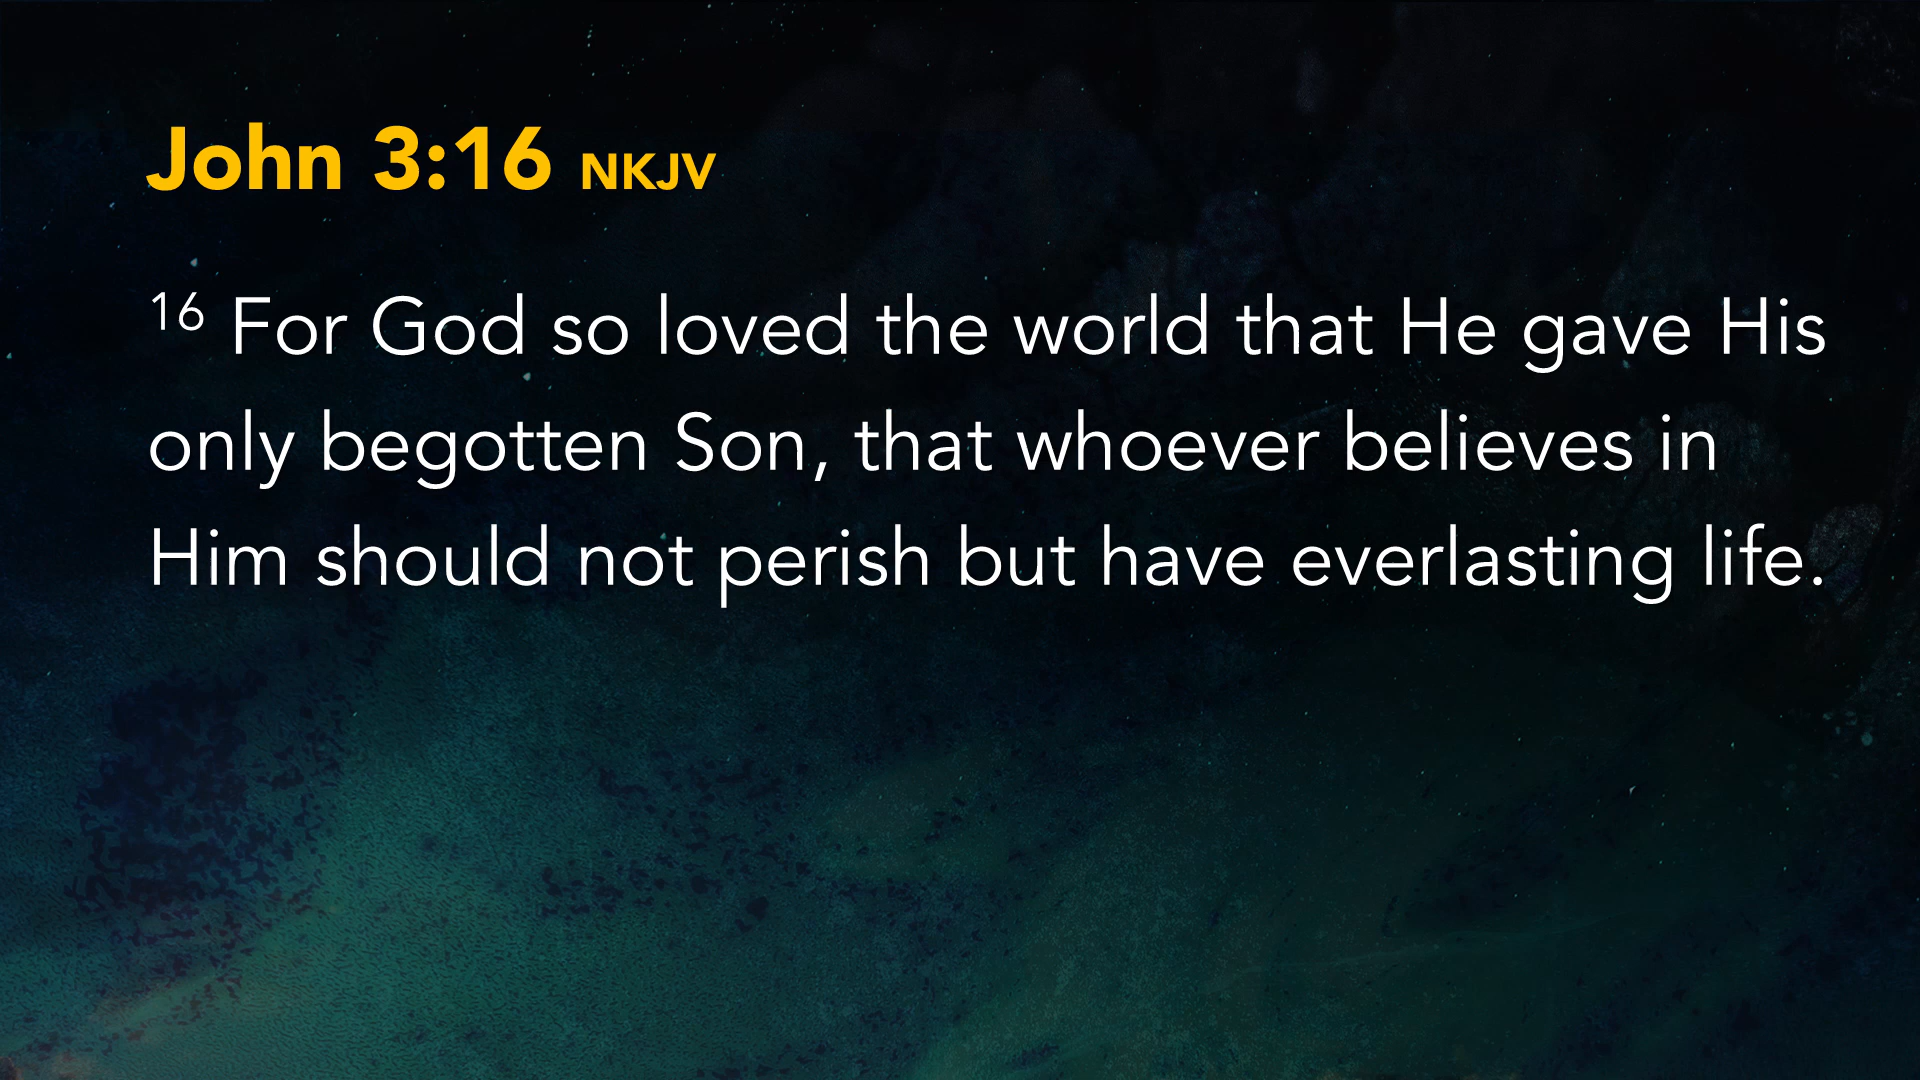 John 3:16 NKJV
16 For God so loved the world that He gave His
only begotten Son, that whoever believes in
Him should not perish but have everlasting life.